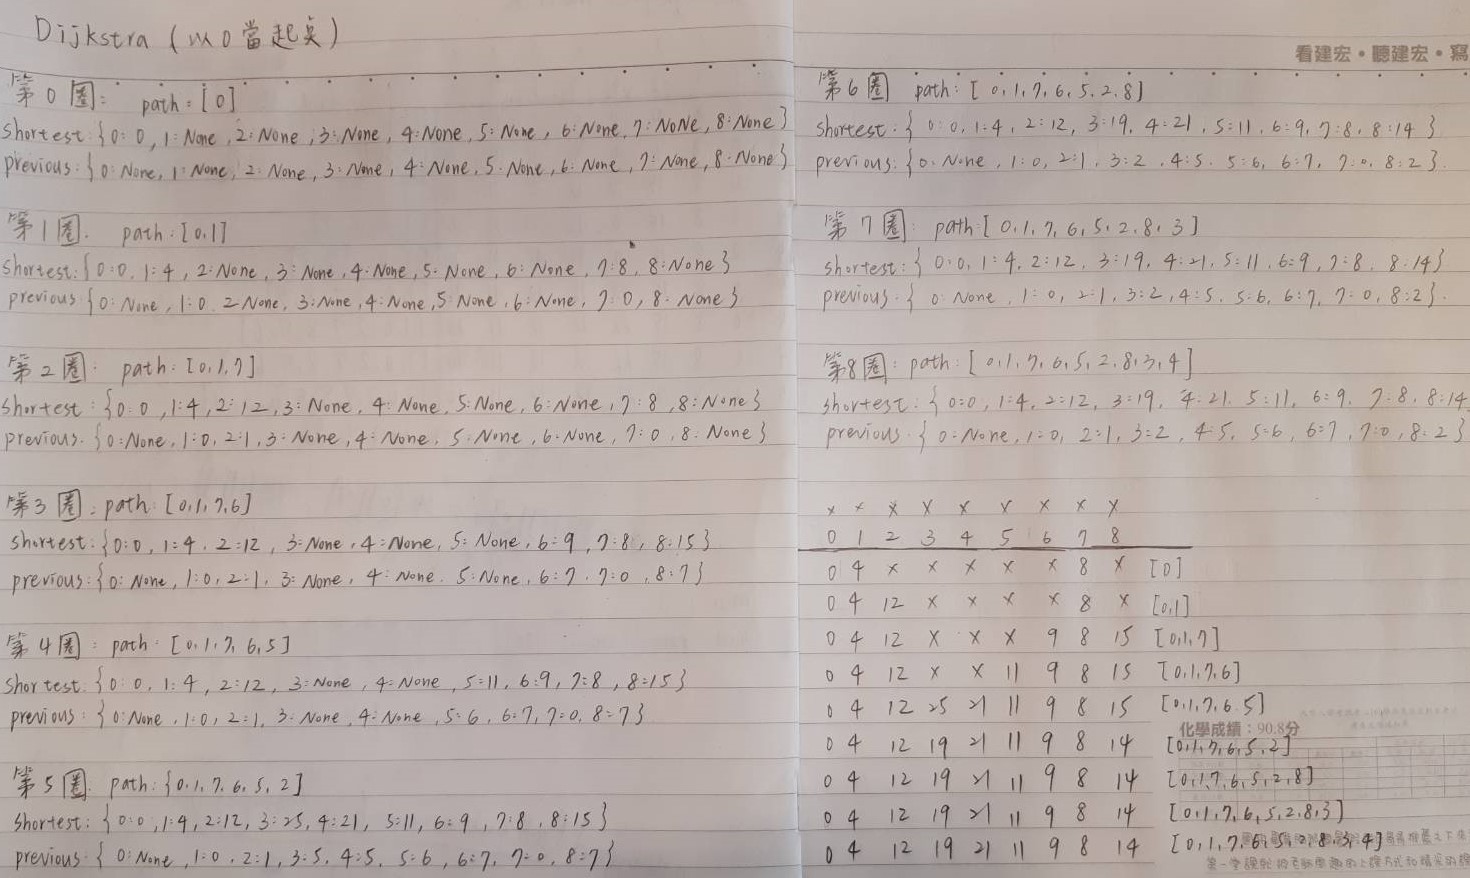 Dijkstra (以0當起點)
第0圈: path: [0]
shortest: {0:0, 1:None, 2:None, 3:None, 4:None, 5:None, 6:None, 7:NoNe, 8:None}
previous: {0:None, 1:None, 2:None, 3:None, 4:None, 5:None, 6:None, 7:None, 8:None}
第1圈. path: [0,1]
shortest: {0:0, 1:4, 2:None, 3:None, 4:None, 5:None, 6:None, 7:8, 8:None}
previous {0:None, 1:0, 2:None, 3:None, 4:None, 5:None, 6:None, 7:0, 8:None}
第2圈: path: [0,1,7]
shortest: {0:0, 1:4, 2:12, 3:None, 4:None, 5:None, 6:None, 7:8, 8:None}
previous: {0:None, 1:0, 2:1, 3:None, 4:None, 5:None, 6:None, 7:0, 8:None}
第3圈: path: [0,1,7,6]
shortest: {0:0, 1:4, 2:12, 3:None, 4:None, 5:None, 6:9, 7:8, 8:15}
previous: {0:None, 1:0, 2:1, 3:None, 4:None, 5:None, 6:7, 7:0, 8:7}
第4圈: path: [0,1,7,6,5]
shortest: {0:0, 1:4, 2:12, 3:None, 4:None, 5:11, 6:9, 7:8, 8:15}
previous: {0:None, 1:0, 2:1, 3:None, 4:None, 5:6, 6:7, 7:0, 8:7}
第5圈: path: {0,1,7,6,5,2]
shortest: {0:0, 1:4, 2:12, 3:25, 4:21, 5:11, 6:9, 7:8, 8:15}
previous: {0:None, 1:0, 2:1, 3:5, 4:5, 5:6, 6:7, 7:0, 8:7}
看建宏・聽建宏・寫
第6圈 path: [0,1,7,6,5,2,8]
shortest: {0:0, 1:4, 2:12, 3:19, 4:21, 5:11, 6:9, 7:8, 8:14}
previous: {0:None, 1:0, 2:1, 3:2, 4:5, 5:6, 6:7, 7:0, 8:2}.
第7圈: path [0,1,7,6,5,2,8,3]
shortest: {0:0, 1:4, 2:12, 3:19, 4:21, 5:11, 6:9, 7:8, 8:14}
previous: {0:None, 1:0, 2:1, 3:2, 4:5, 5:6, 6:7, 7:0, 8:2}.
第8圈: path: [0,1,7,6,5,2,8,3,4]
shortest: {0:0, 1:4, 2:12, 3:19, 4:21, 5:11, 6:9, 7:8, 8:14
previous: {0:None, 1:0, 2:1, 3:2, 4:5, 5:6, 6:7, 7:0, 8:2}
x x x x x x x x x
0 1 2 3 4 5 6 7 8
0 4 x x x x x 8 x [0]
0 4 12 x x x x 8 x [0,1]
0 4 12 x x x 9 8 15 [0,1,7]
0 4 12 x x 11 9 8 15 [0,1,7,6]
0 4 12 25 21 11 9 8 15 [0,1,7,6,5]
化學成績：90.8分
0 4 12 19 21 11 9 8 14 [0,1,7,6,5,2]
0 4 12 19 21 11 9 8 14 [0,1,7,6,5,2,8]
0 4 12 19 21 11 9 8 14 [0,1,7,6,5,2,8,3]
0 4 12 19 21 11 9 8 14 [0,1,7,6,5,2,8,3,4]